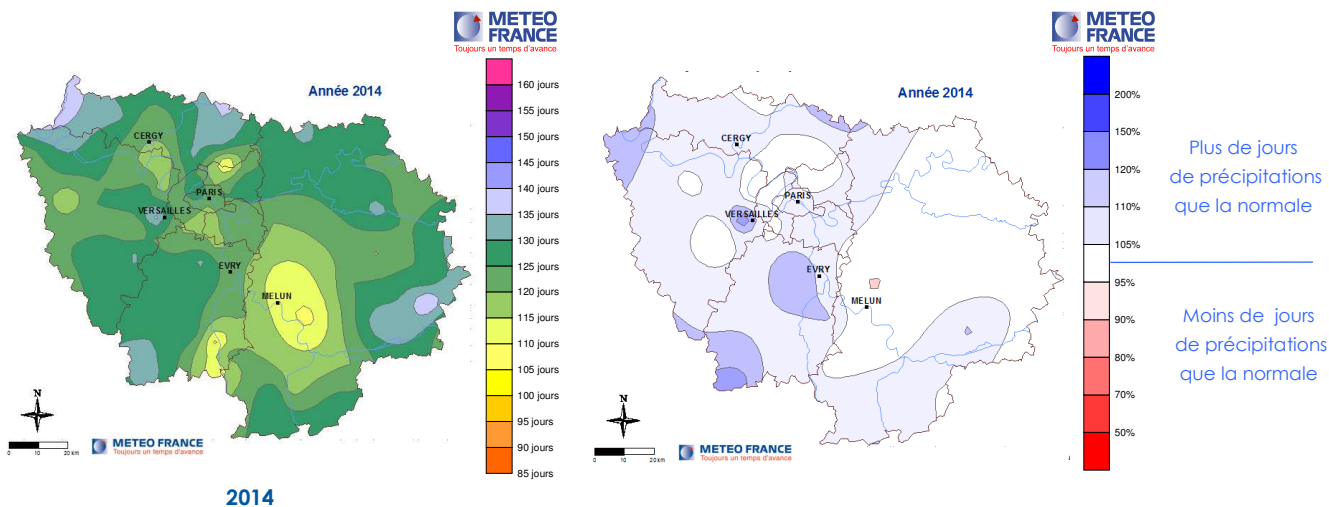 METEO
FRANCE
Toujours un temps d'avance
Année 2014
160 jours
155 jours
150 jours
145 jours
140 jours
135 jours
130 jours
125 jours
120 jours
115 jours
110 jours
105 jours
100 jours
95 jours
90 jours
85 jours
CERGY
PARIS
VERSAILLES
EVRY
MELUN
N
0 10 20 km
METEO FRANCE
Toujours un temps d'avance
2014
METEO
FRANCE
Toujours un temps d'avance
Année 2014
200%
150%
120%
110%
105%
95%
90%
80%
70%
50%
CERGY
PARIS
VERSAILLES
EVRY
MELUN
N
0 10 20km
METEO FRANCE
Toujours un temps d'avance
Plus de jours
de précipitations
que la normale
Moins de jours
de précipitations
que la normale